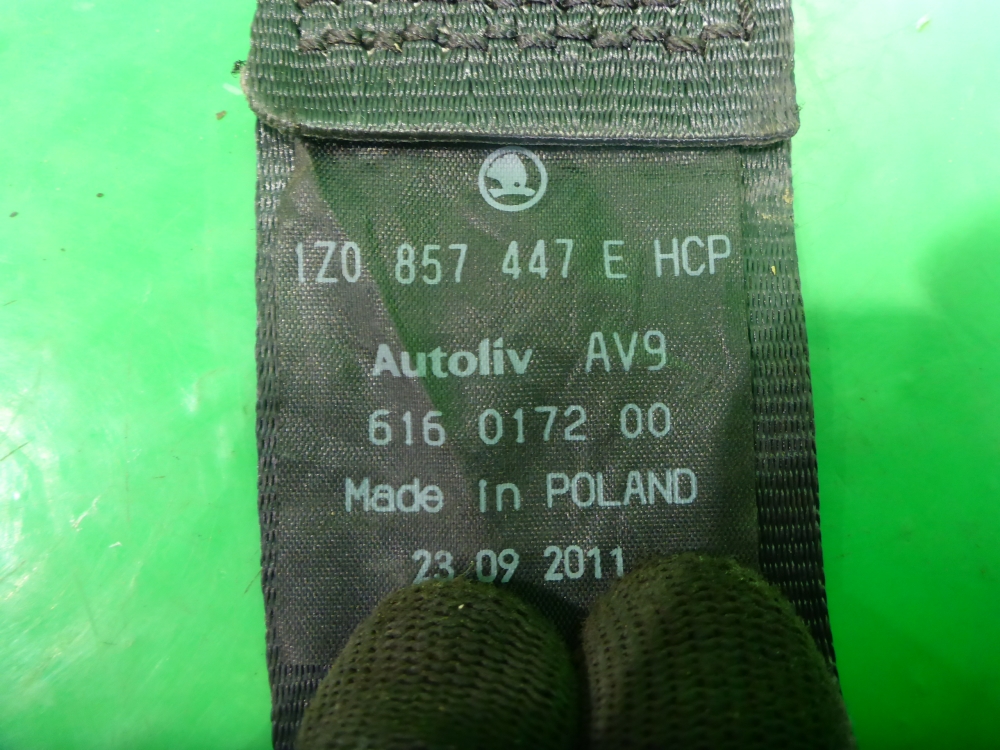 1Z0 857 447 E HCP
Autoliv AV9
616 0172 00
Made in POLAND
23 09 2011